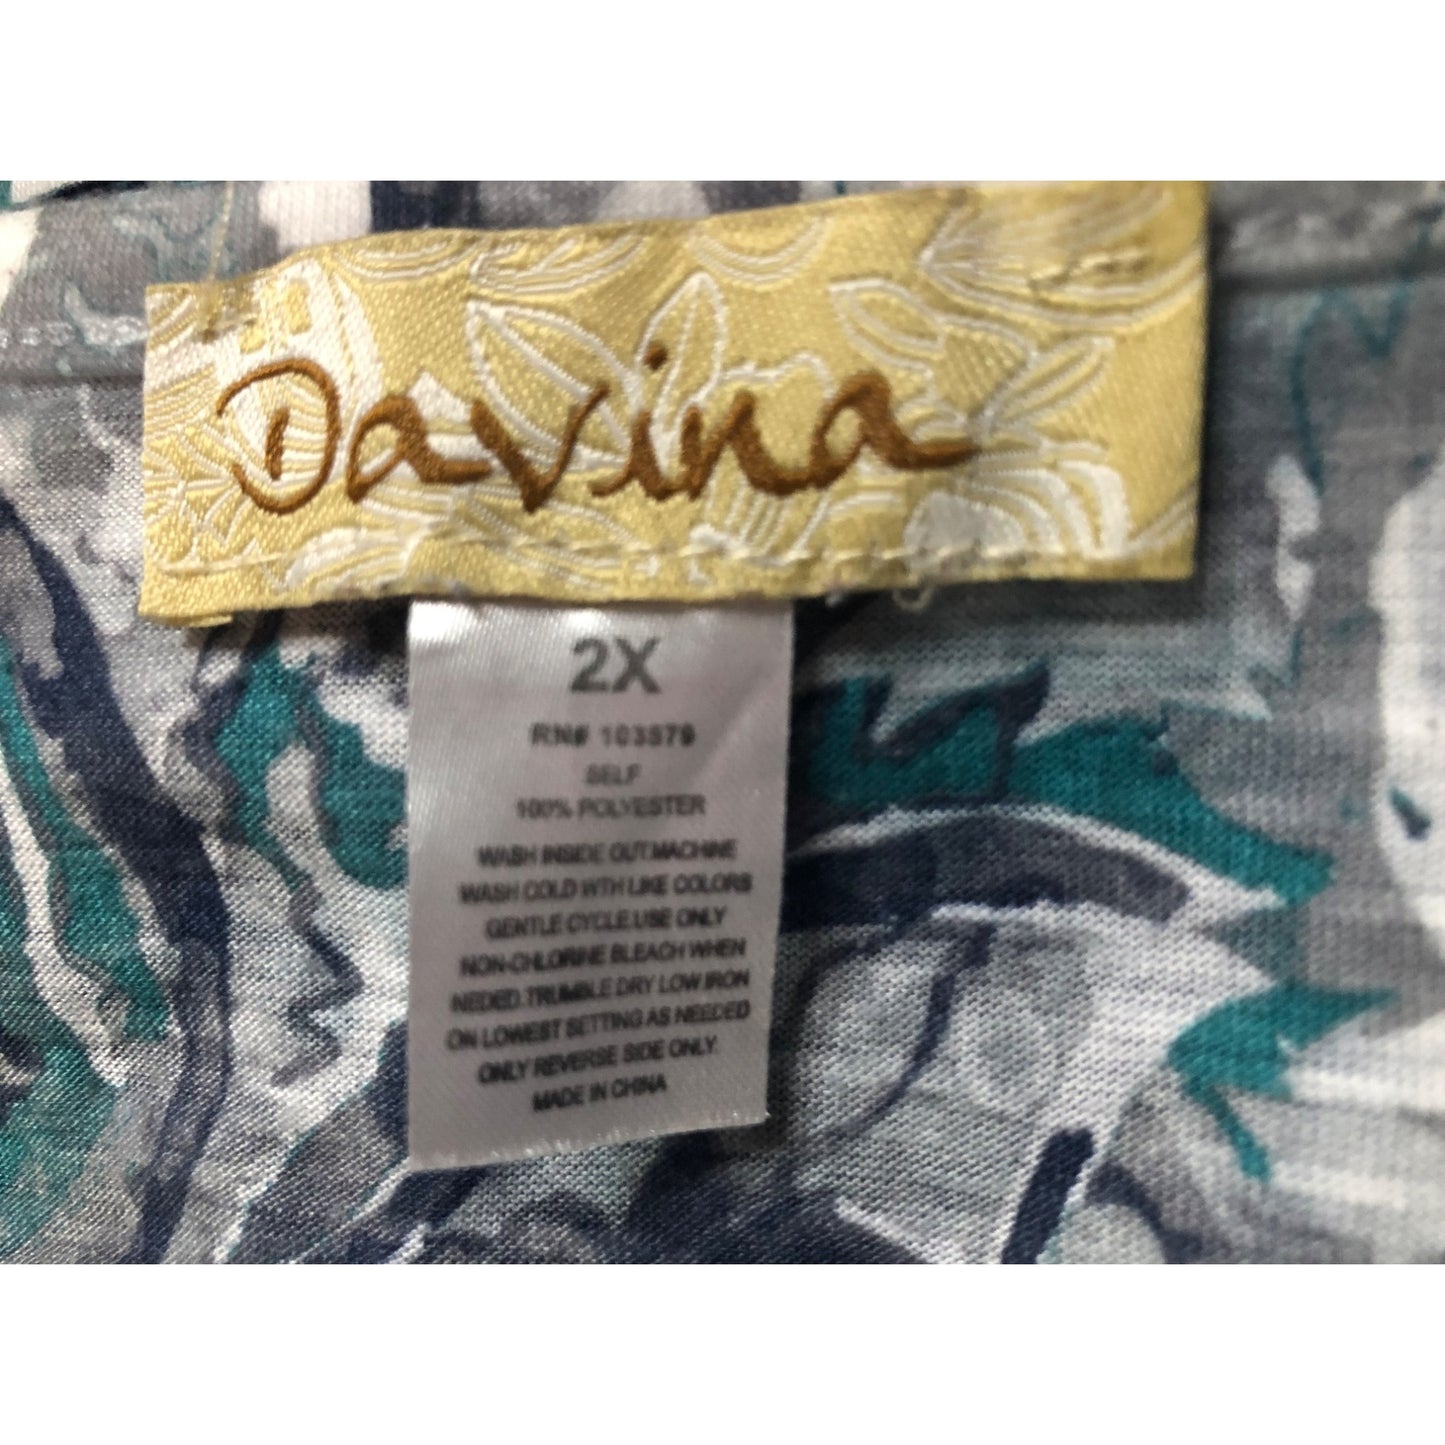 Davina
2X
RN# 103879
SELF
100% POLYESTER
WASH INSIDE OUT.MACHINE
WASH COLD WTH LIKE COLORS
GENTLE CYCLE.USE ONLY
NON-CHLORINE BLEACH WHEN
NEDED.TRUMBLE DRY LOW.IRON
ON LOWEST SETTING AS NEEDED
ONLY REVERSE SIDE ONLY.
MADE IN CHINA